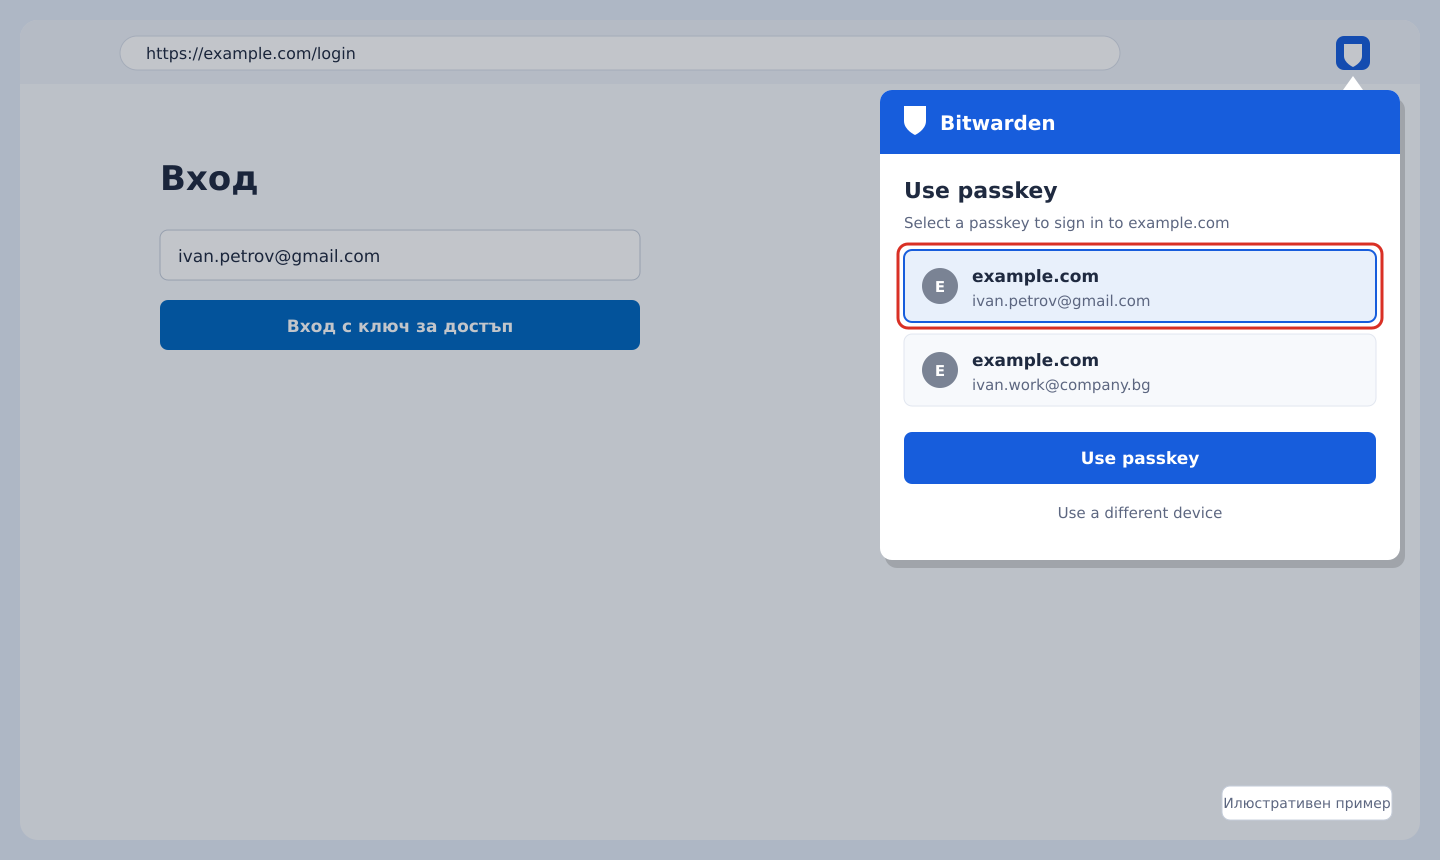 https://example.com/login
Вход
ivan.petrov@gmail.com
Вход с ключ за достъп
Bitwarden
Use passkey
Select a passkey to sign in to example.com
E
example.com
ivan.petrov@gmail.com
E
example.com
ivan.work@company.bg
Use passkey
Use a different device
Илюстративен пример